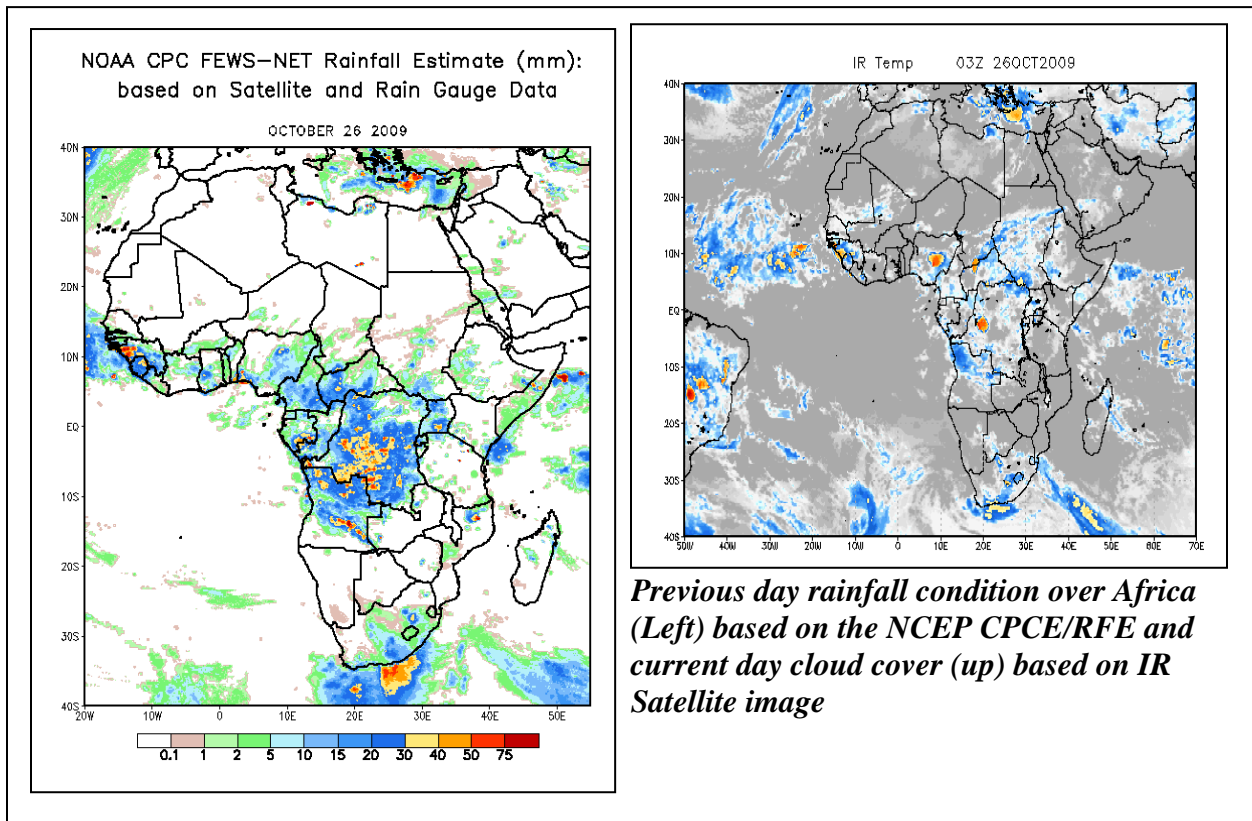 NOAA CPC FEWS-NET Rainfall Estimate (mm):
based on Satellite and Rain Gauge Data
OCTOBER 26 2009
40N
30N
20N
10N
EQ
10S
20S
30S
40S
20W 10W 0 10E 20E 30E 40E 50E
0.1 1 2 5 10 15 20 30 40 50 75
IR Temp 03Z 26OCT2009
40N
30N
20N
10N
EQ
10S
20S
30S
40S
50W 40W 30W 20W 10W 0 10E 20E 30E 40E 50E 60E 70E
Previous day rainfall condition over Africa
(Left) based on the NCEP CPCE/RFE and
current day cloud cover (up) based on IR
Satellite image